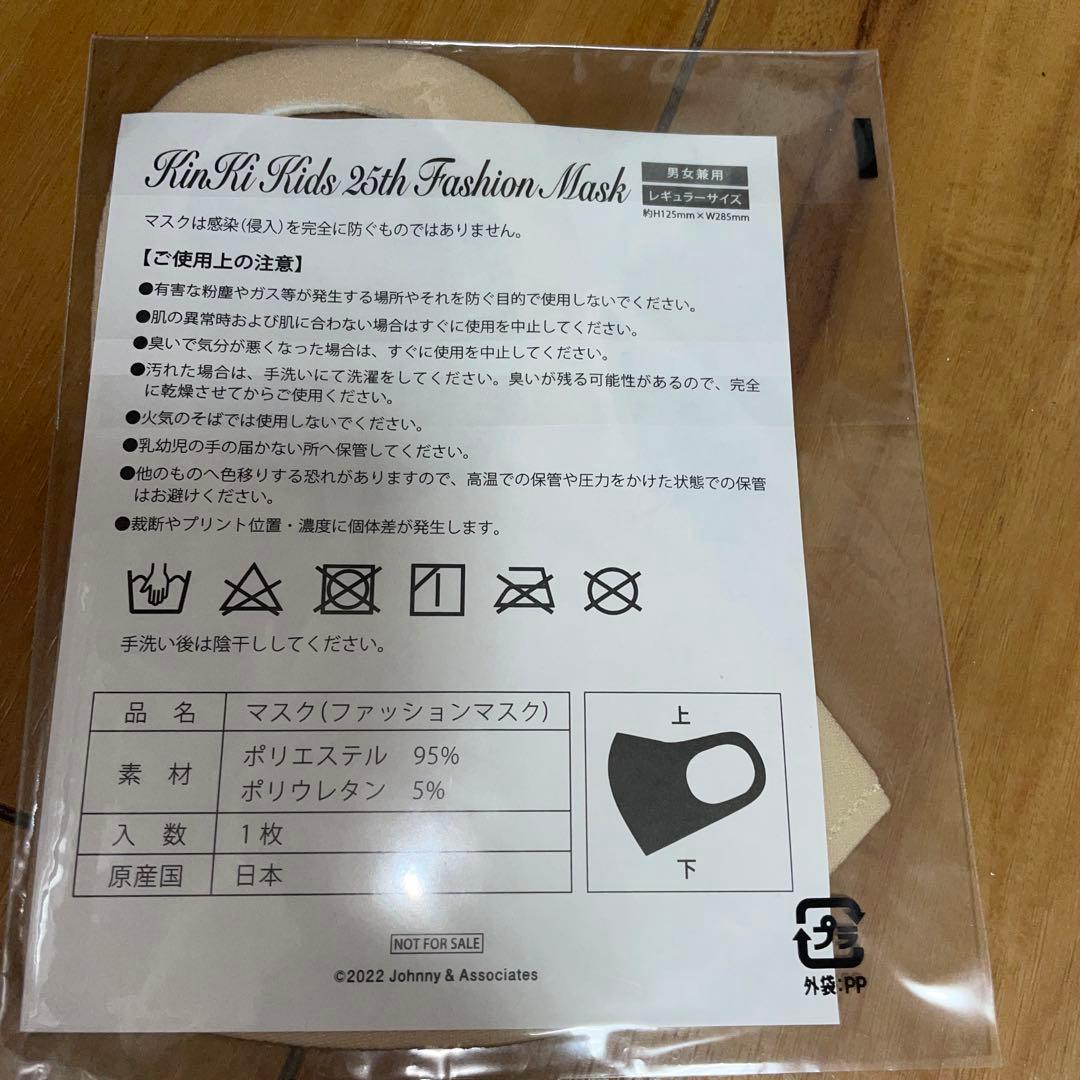 KinKi Kids 25th Fashion Mask
男女兼用
レギュラーサイズ
約H125mm×W285mm
マスクは感染(侵入)を完全に防ぐものではありません。
【ご使用上の注意】
●有害な粉塵やガス等が発生する場所やそれを防ぐ目的で使用しないでください。
●肌の異常時および肌に合わない場合はすぐに使用を中止してください。
●臭いで気分が悪くなった場合は、すぐに使用を中止してください。
●汚れた場合は、手洗いにて洗濯をしてください。臭いが残る可能性があるので、完全
に乾燥させてからご使用ください。
●火気のそばでは使用しないでください。
●乳幼児の手の届かない所へ保管してください。
●他のものへ色移りする恐れがありますので、高温での保管や圧力をかけた状態での保管
はお避けください。
●裁断やプリント位置・濃度に個体差が発生します。
手洗い後は陰干ししてください。
品 名 マスク(ファッションマスク)
素 材 ポリエステル 95%
ポリウレタン 5%
入 数 1枚
原産国 日本
上
下
NOT FOR SALE
©2022 Johnny & Associates
プラ
外袋:PP